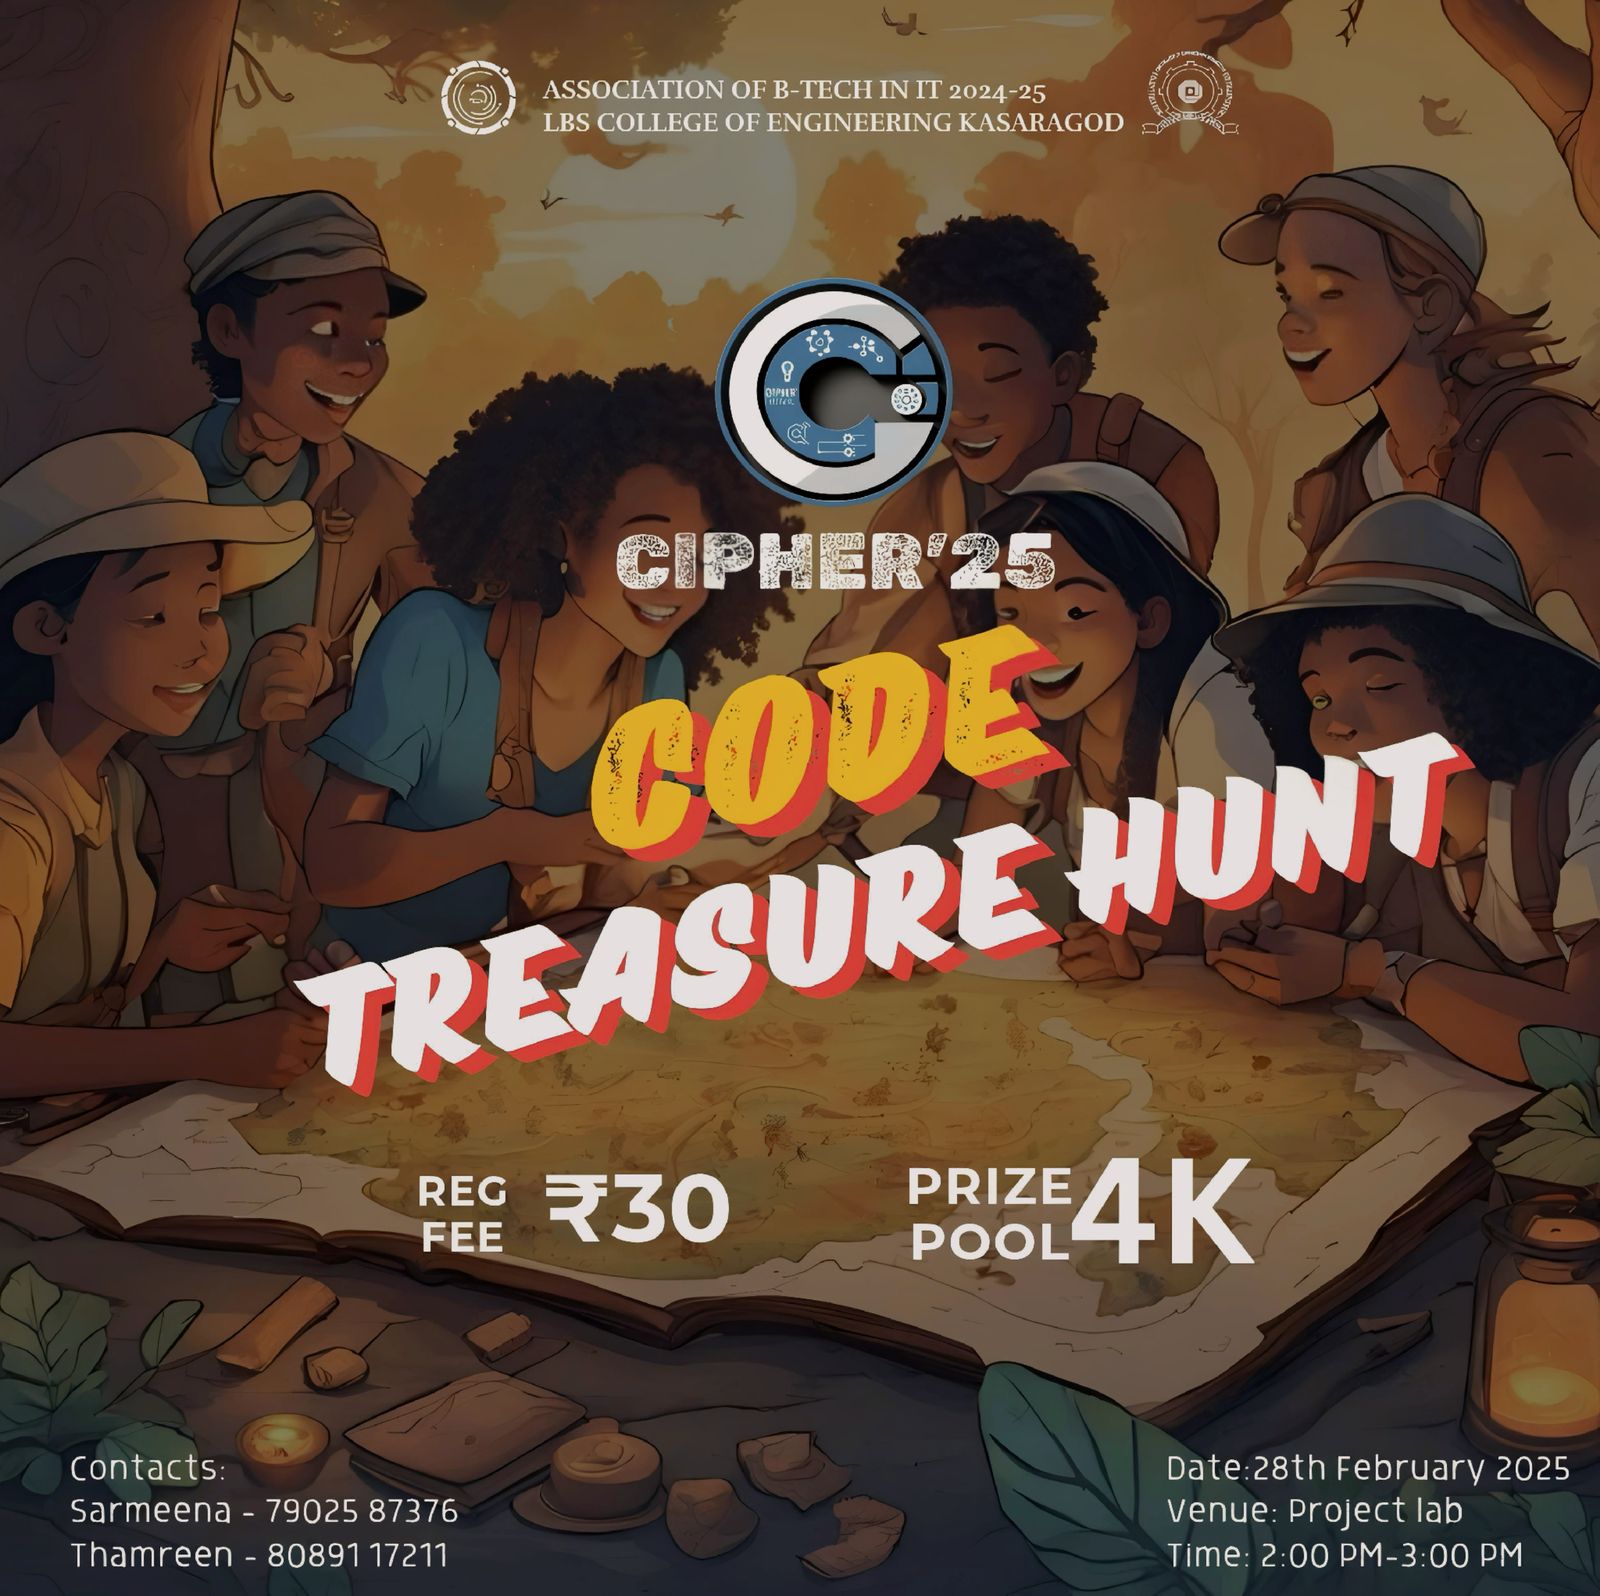 ASSOCIATION OF B-TECH IN IT 2024-25
LBS COLLEGE OF ENGINEERING KASARAGOD
CIPHER'25
CODE
TREASURE HUNT
REG
FEE
₹30
PRIZE
POOL
4K
Contacts:
Sarmeena - 79025 87376
Thamreen - 80891 17211
Date:28th February 2025
Venue: Project lab
Time: 2:00 PM-3:00 PM